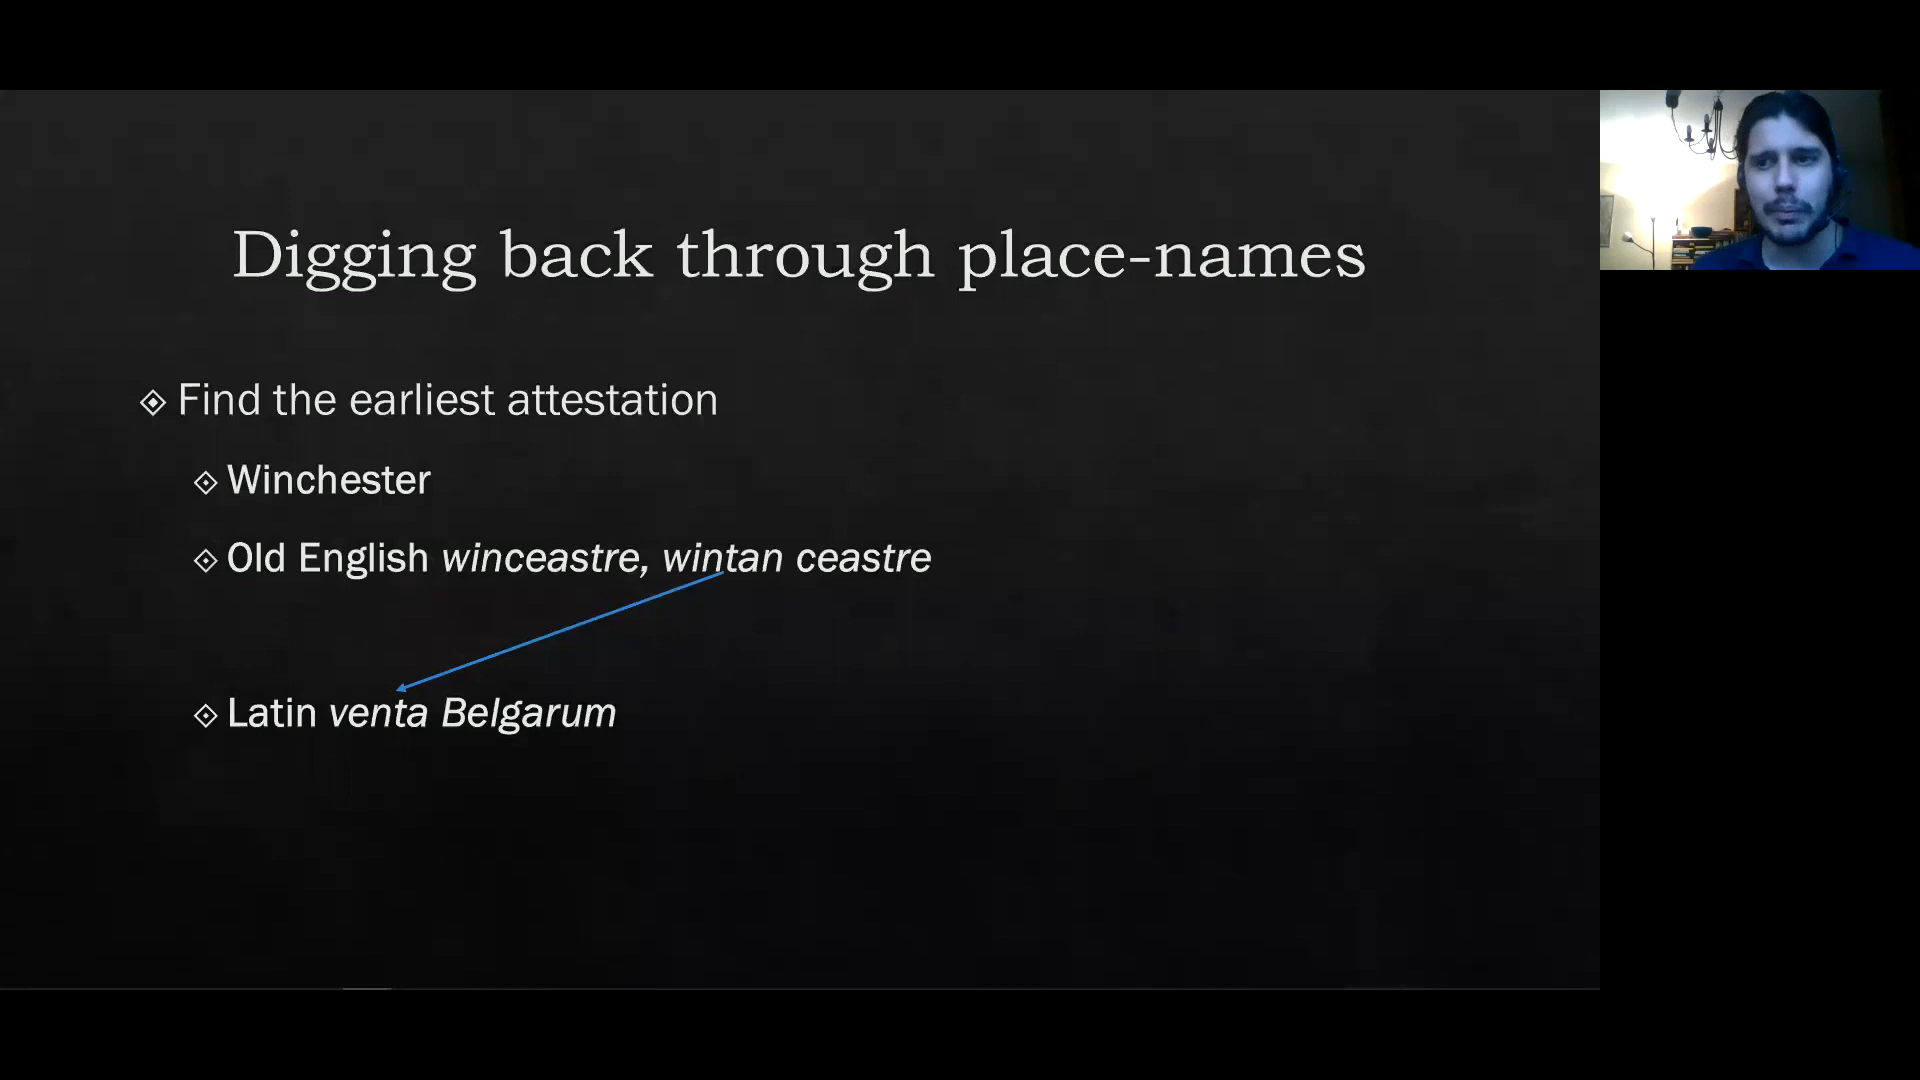 Digging back through place-names
Find the earliest attestation
Winchester
Old English winceastre, wintan ceastre
Latin venta Belgarum